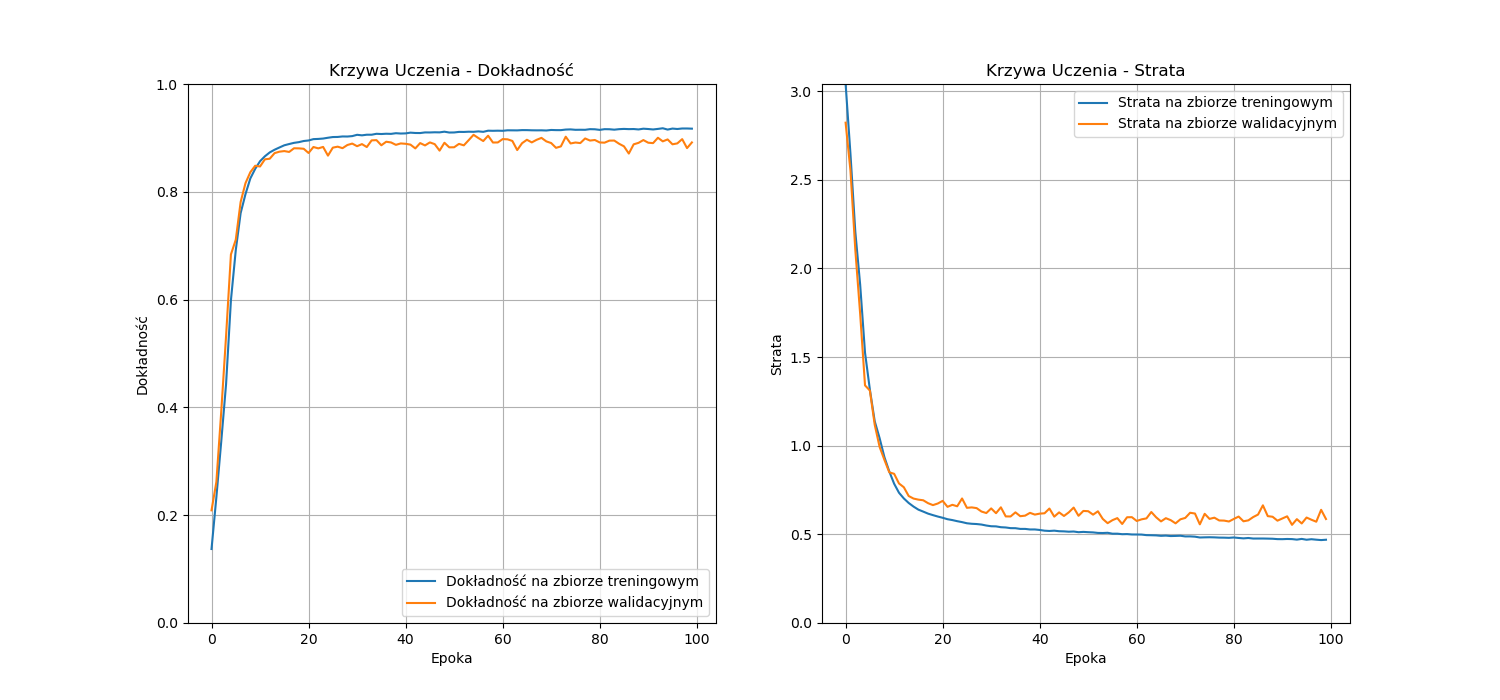 Krzywa Uczenia - Dokładność
1.0
0.8
0.6
0.4
0.2
0.0
Dokładność
Dokładność na zbiorze treningowym
Dokładność na zbiorze walidacyjnym
0 20 40 60 80 100
Epoka
Krzywa Uczenia - Strata
3.0
2.5
2.0
1.5
1.0
0.5
0.0
Strata
Strata na zbiorze treningowym
Strata na zbiorze walidacyjnym
0 20 40 60 80 100
Epoka